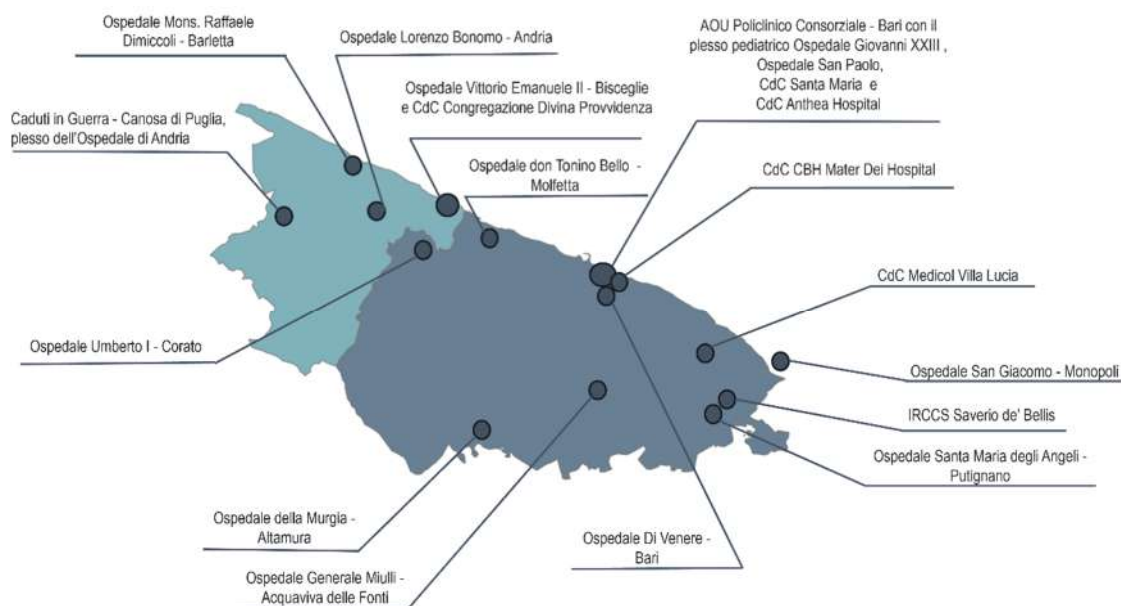 Ospedale Mons. Raffaele
Dimiccoli - Barletta
Ospedale Lorenzo Bonomo - Andria
AOU Policlinico Consorziale - Bari con il
plesso pediatrico Ospedale Giovanni XXIII ,
Ospedale San Paolo,
CdC Santa Maria e
CdC Anthea Hospital
Ospedale Vittorio Emanuele II - Bisceglie
e CdC Congregazione Divina Provvidenza
Caduti in Guerra - Canosa di Puglia,
plesso dell'Ospedale di Andria
Ospedale don Tonino Bello -
Molfetta
CdC CBH Mater Dei Hospital
CdC Medicol Villa Lucia
Ospedale Umberto I - Corato
Ospedale San Giacomo - Monopoli
IRCCS Saverio de' Bellis
Ospedale Santa Maria degli Angeli -
Putignano
Ospedale della Murgia -
Altamura
Ospedale Di Venere -
Bari
Ospedale Generale Miulli -
Acquaviva delle Fonti